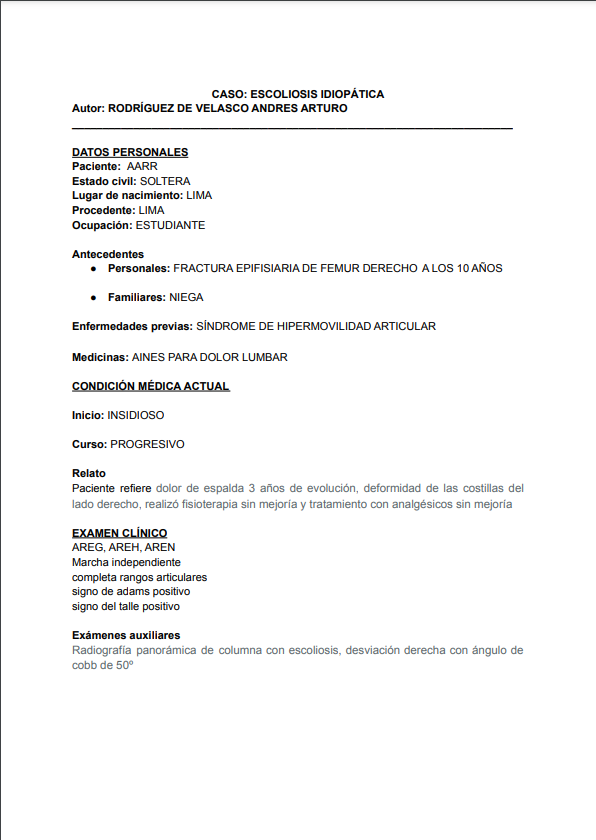 CASO: ESCOLIOSIS IDIOPÁTICA
Autor: RODRÍGUEZ DE VELASCO ANDRES ARTURO
DATOS PERSONALES
Paciente: AARR
Estado civil: SOLTERA
Lugar de nacimiento: LIMA
Procedente: LIMA
Ocupación: ESTUDIANTE
Antecedentes
● Personales: FRACTURA EPIFISIARIA DE FEMUR DERECHO A LOS 10 AÑOS
● Familiares: NIEGA
Enfermedades previas: SÍNDROME DE HIPERMOVILIDAD ARTICULAR
Medicinas: AINES PARA DOLOR LUMBAR
CONDICIÓN MÉDICA ACTUAL
Inicio: INSIDIOSO
Curso: PROGRESIVO
Relato
Paciente refiere dolor de espalda 3 años de evolución, deformidad de las costillas del
lado derecho, realizó fisioterapia sin mejoría y tratamiento con analgésicos sin mejoría
EXAMEN CLÍNICO
AREG, AREH, AREN
Marcha independiente
completa rangos articulares
signo de adams positivo
signo del talle positivo
Exámenes auxiliares
Radiografía panorámica de columna con escoliosis, desviación derecha con ángulo de
cobb de 50º